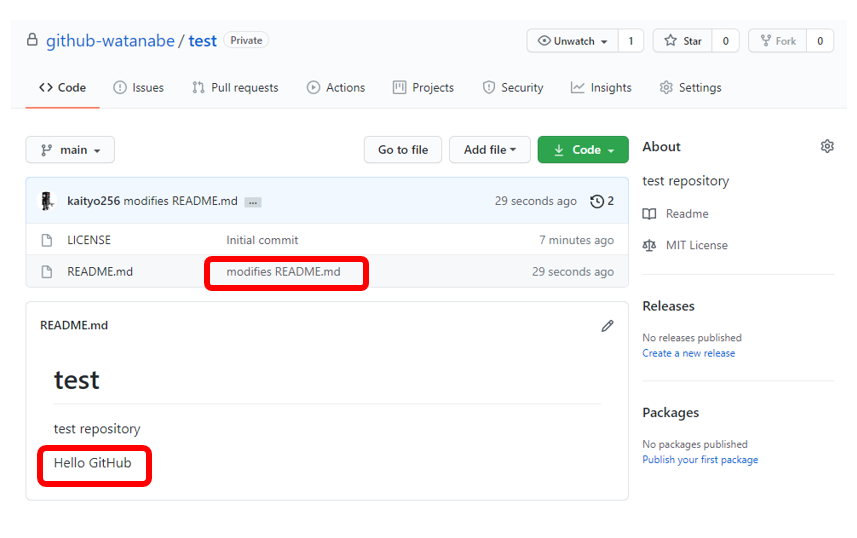 github-watanabe / test Private
Unwatch 1 Star 0 Fork 0
Code Issues Pull requests Actions Projects Security Insights Settings
main Go to file Add file Code
kaityo256 modifies README.md ... 29 seconds ago 2
LICENSE Initial commit 7 minutes ago
README.md modifies README.md 29 seconds ago
README.md
test
test repository
Hello GitHub
About
test repository
Readme
MIT License
Releases
No releases published
Create a new release
Packages
No packages published
Publish your first package